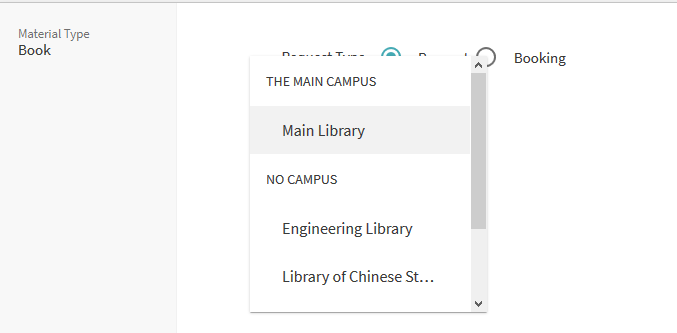 Material Type
Book
Booking
THE MAIN CAMPUS
Main Library
NO CAMPUS
Engineering Library
Library of Chinese St…